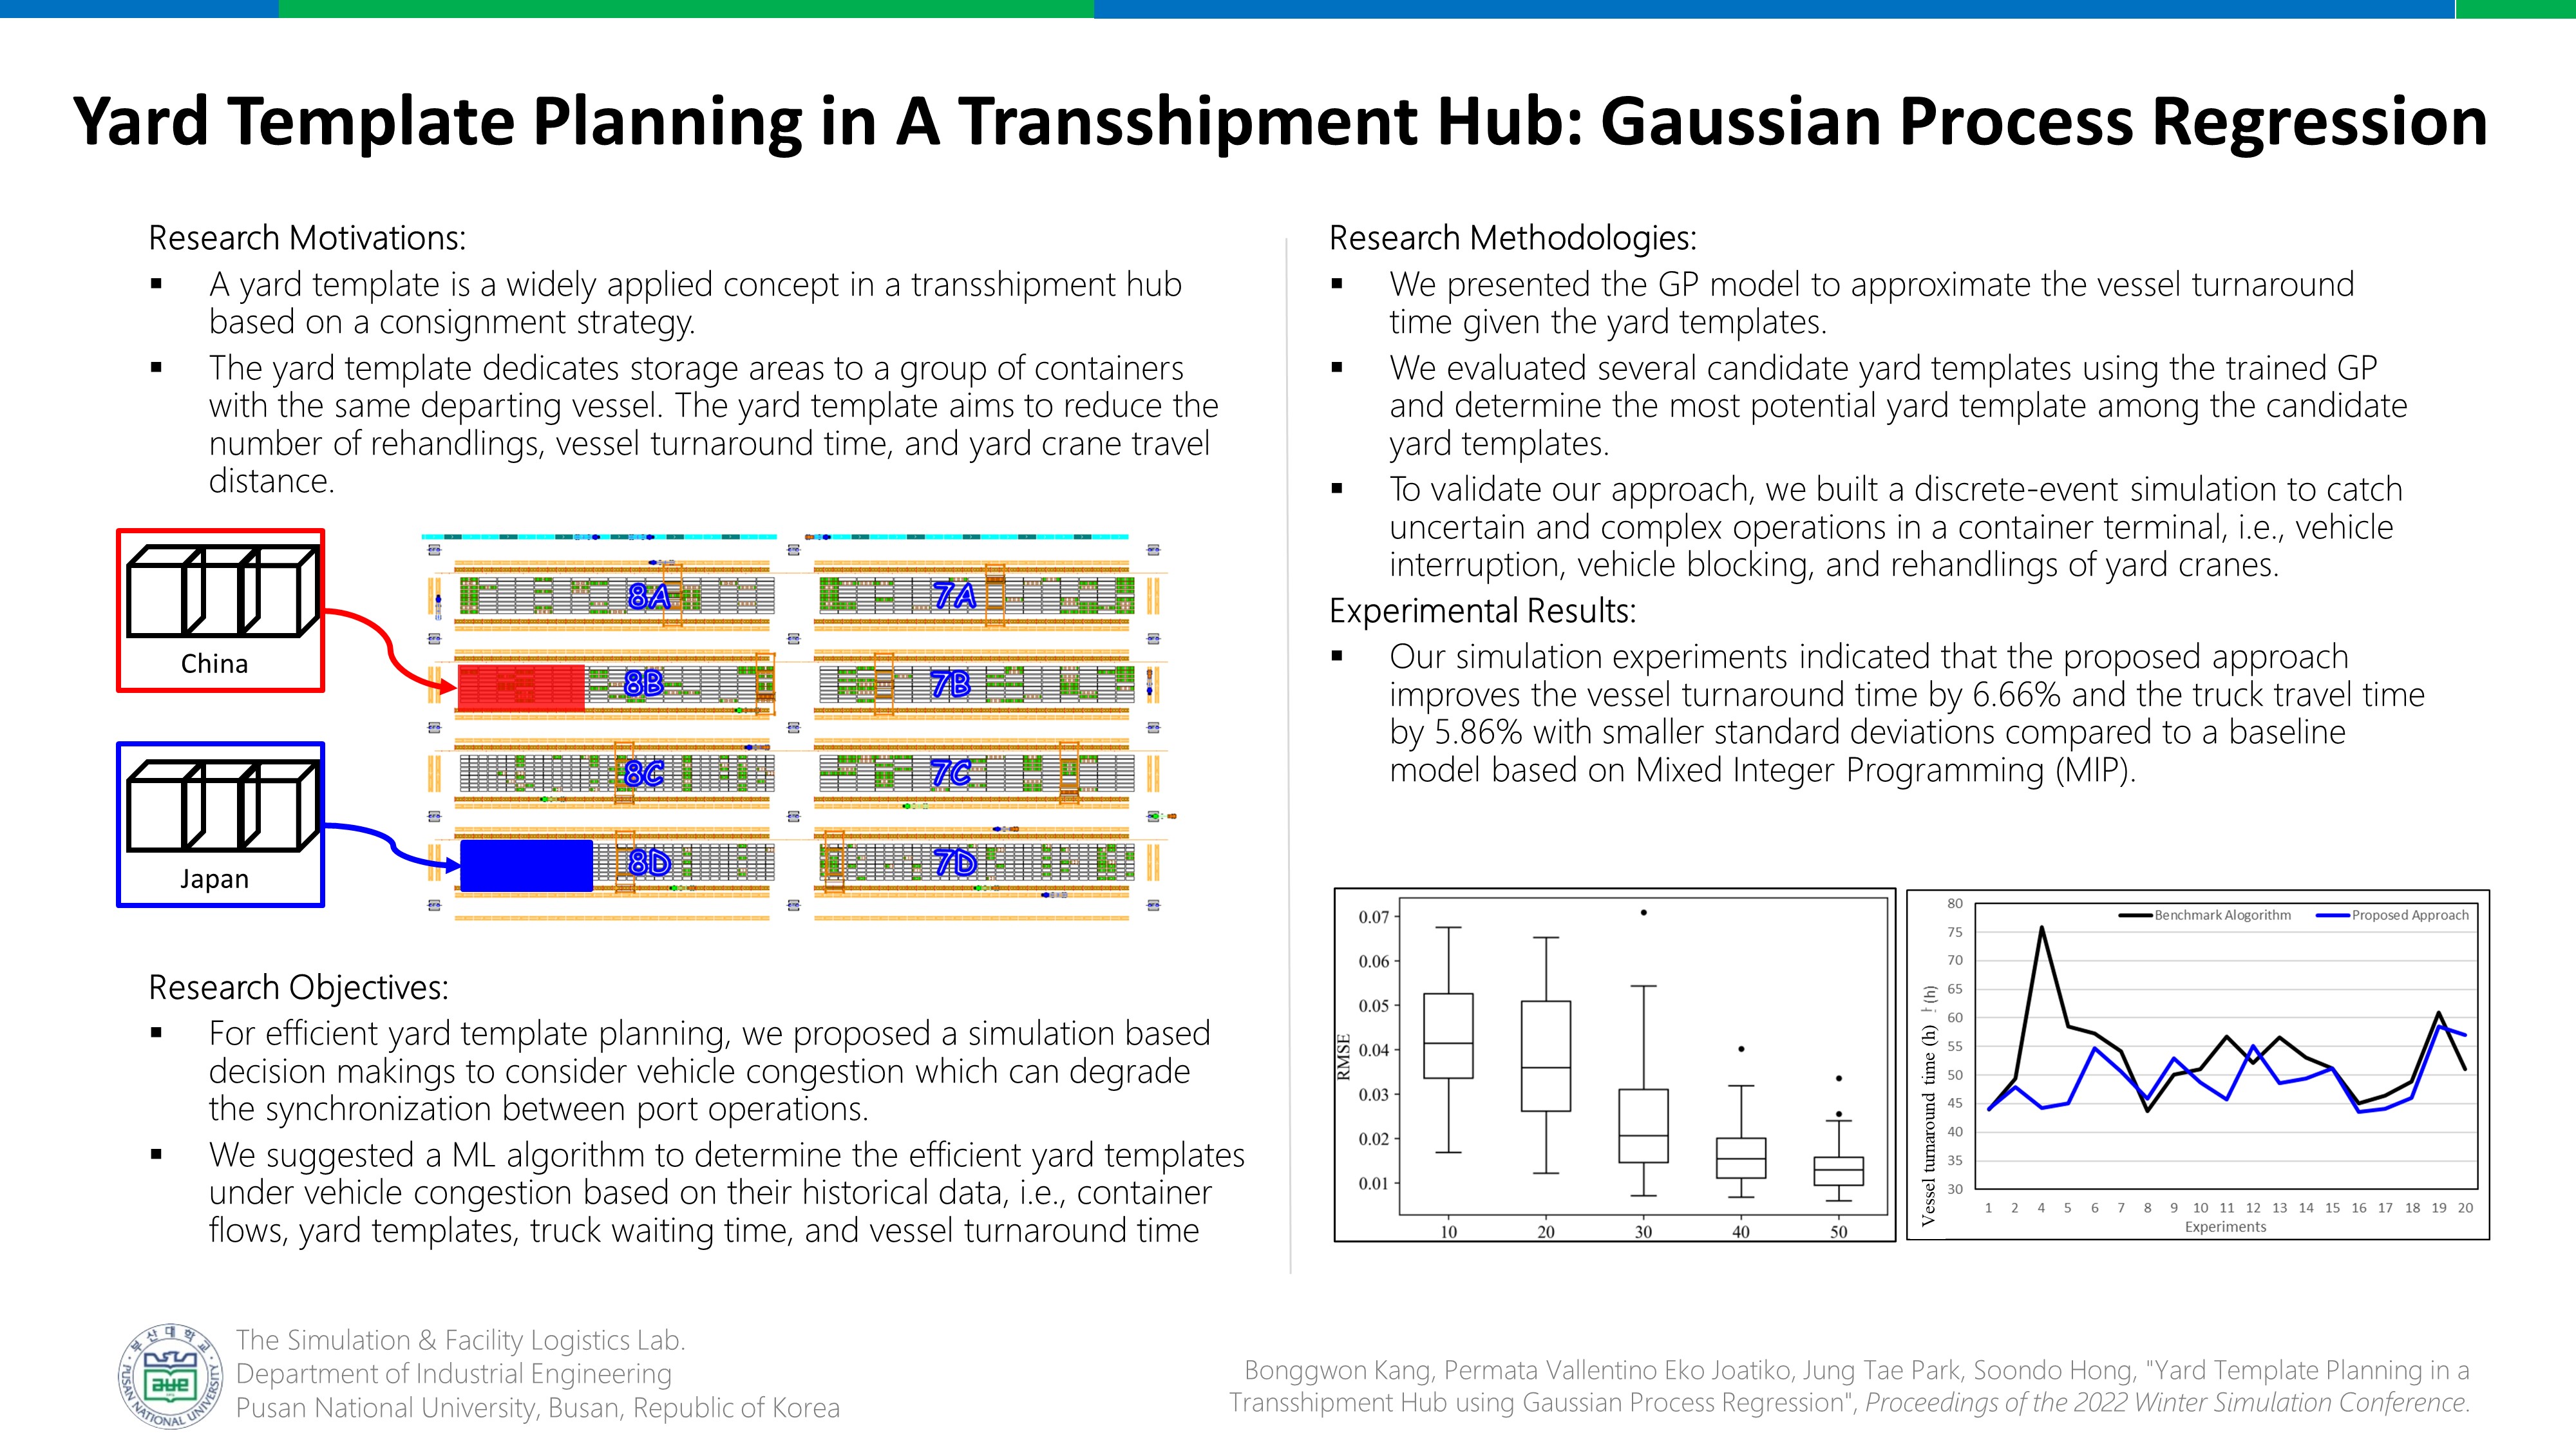 Yard Template Planning in A Transshipment Hub: Gaussian Process Regression
Research Motivations:
▪ A yard template is a widely applied concept in a transshipment hub
based on a consignment strategy.
▪ The yard template dedicates storage areas to a group of containers
with the same departing vessel. The yard template aims to reduce the
number of rehandlings, vessel turnaround time, and yard crane travel
distance.
China
Japan
8A
7A
8B
7B
8C
7C
8D
7D
Research Objectives:
▪ For efficient yard template planning, we proposed a simulation based
decision makings to consider vehicle congestion which can degrade
the synchronization between port operations.
▪ We suggested a ML algorithm to determine the efficient yard templates
under vehicle congestion based on their historical data, i.e., container
flows, yard templates, truck waiting time, and vessel turnaround time
Research Methodologies:
▪ We presented the GP model to approximate the vessel turnaround
time given the yard templates.
▪ We evaluated several candidate yard templates using the trained GP
and determine the most potential yard template among the candidate
yard templates.
▪ To validate our approach, we built a discrete-event simulation to catch
uncertain and complex operations in a container terminal, i.e., vehicle
interruption, vehicle blocking, and rehandlings of yard cranes.
Experimental Results:
▪ Our simulation experiments indicated that the proposed approach
improves the vessel turnaround time by 6.66% and the truck travel time
by 5.86% with smaller standard deviations compared to a baseline
model based on Mixed Integer Programming (MIP).
RMSE
0.07
0.06
0.05
0.04
0.03
0.02
0.01
10 20 30 40 50
Benchmark Alogorithm Proposed Approach
Vessel turnaround time (h)
(h)
80
75
70
65
60
55
50
45
40
35
30
1 2 4 5 6 7 8 9 10 11 12 13 14 15 16 17 18 19 20
Experiments
부산대학교
PUSAN NATIONAL UNIVERSITY
The Simulation & Facility Logistics Lab.
Department of Industrial Engineering
Pusan National University, Busan, Republic of Korea
Bonggwon Kang, Permata Vallentino Eko Joatiko, Jung Tae Park, Soondo Hong, "Yard Template Planning in a
Transshipment Hub using Gaussian Process Regression", Proceedings of the 2022 Winter Simulation Conference.